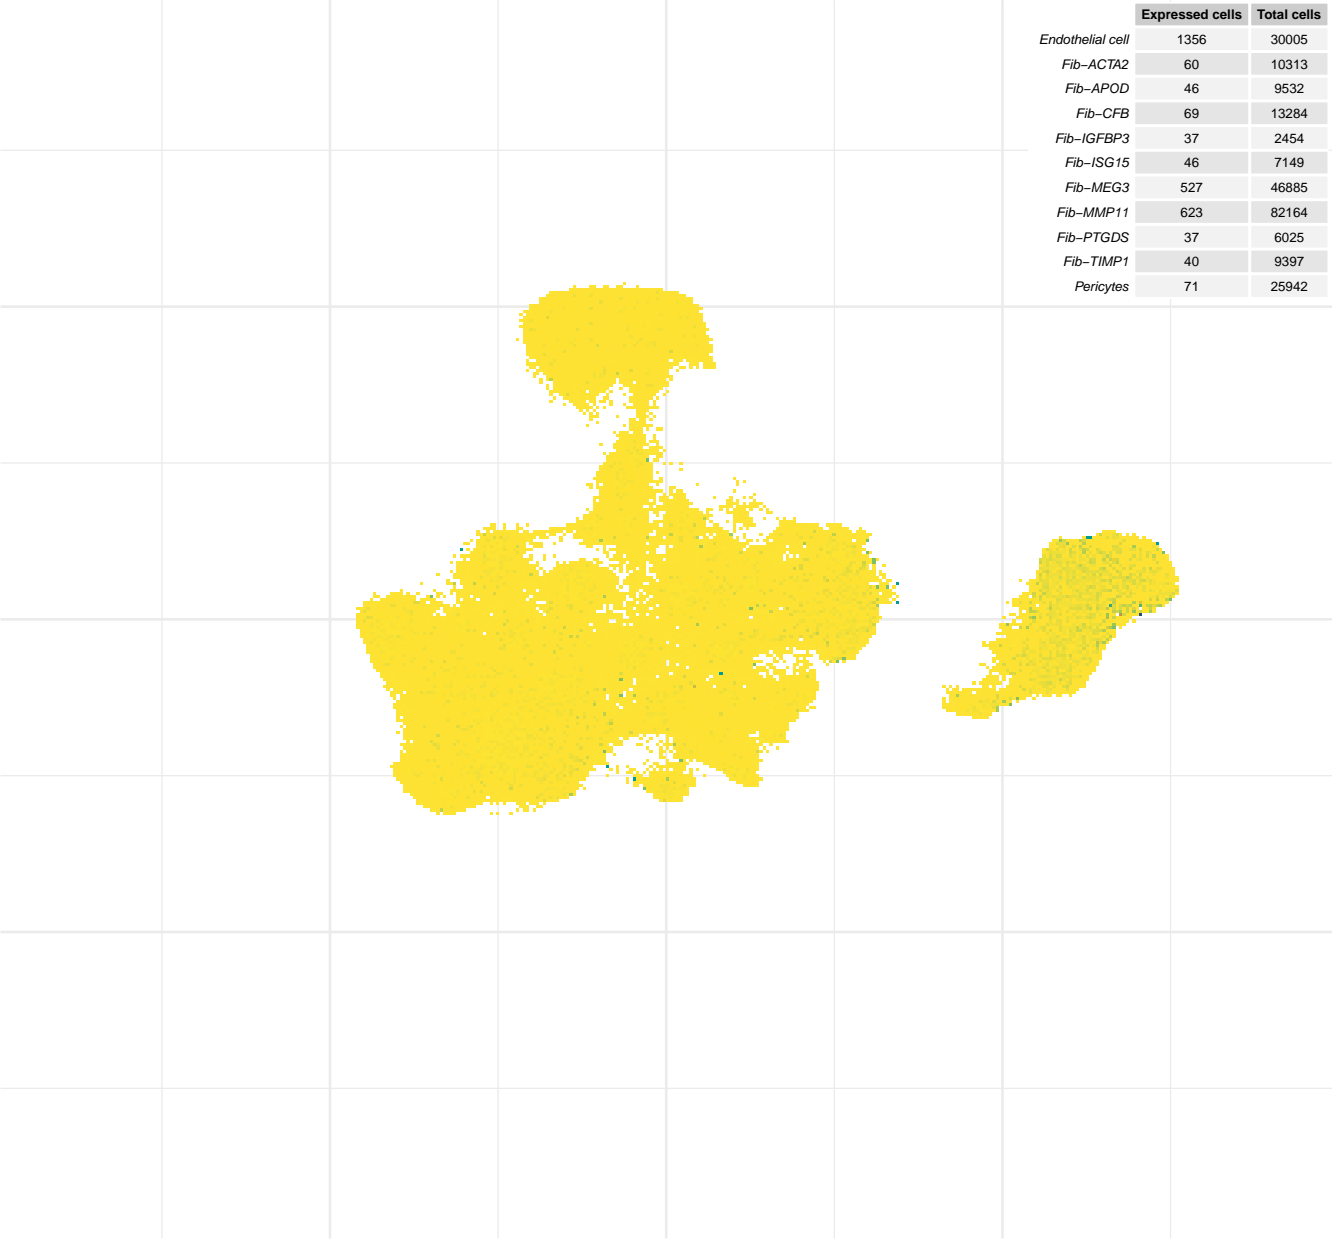 Expressed cells Total cells
Endothelial cell 1356 30005
Fib−ACTA2 60 10313
Fib−APOD 46 9532
Fib−CFB 69 13284
Fib−IGFBP3 37 2454
Fib−ISG15 46 7149
Fib−MEG3 527 46885
Fib−MMP11 623 82164
Fib−PTGDS 37 6025
Fib−TIMP1 40 9397
Pericytes 71 25942